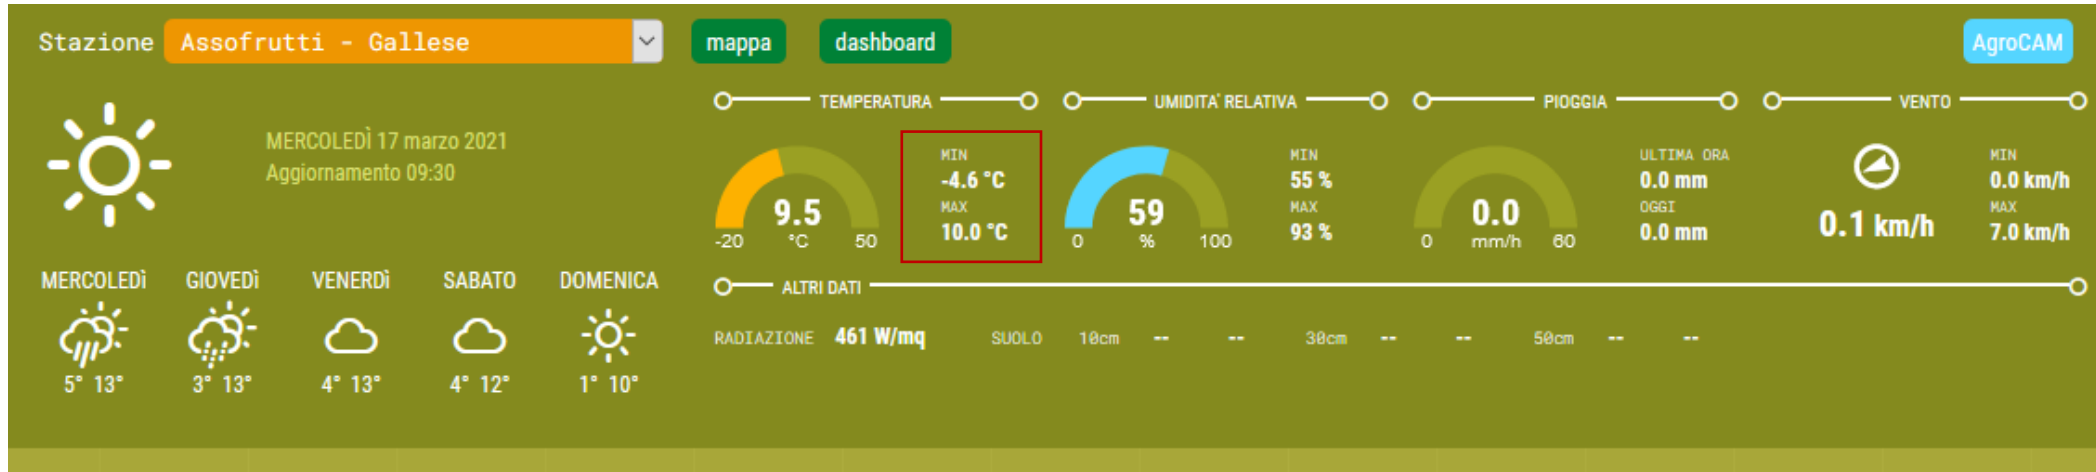 Stazione Assofrutti - Gallese mappa dashboard AgroCAM
MERCOLEDÌ 17 marzo 2021
Aggiornamento 09:30
TEMPERATURA
9.5
°C
-20 50
MIN
-4.6 °C
MAX
10.0 °C
UMIDITA' RELATIVA
59
%
0 100
MIN
55 %
MAX
93 %
PIOGGIA
0.0
mm/h
0 60
ULTIMA ORA
0.0 mm
OGGI
0.0 mm
VENTO
0.1 km/h
MIN
0.0 km/h
MAX
7.0 km/h
MERCOLEDÌ GIOVEDÌ VENERDÌ SABATO DOMENICA
5° 13° 3° 13° 4° 13° 4° 12° 1° 10°
ALTRI DATI
RADIAZIONE 461 W/mq SUOLO 10cm -- -- 30cm -- -- 50cm -- --